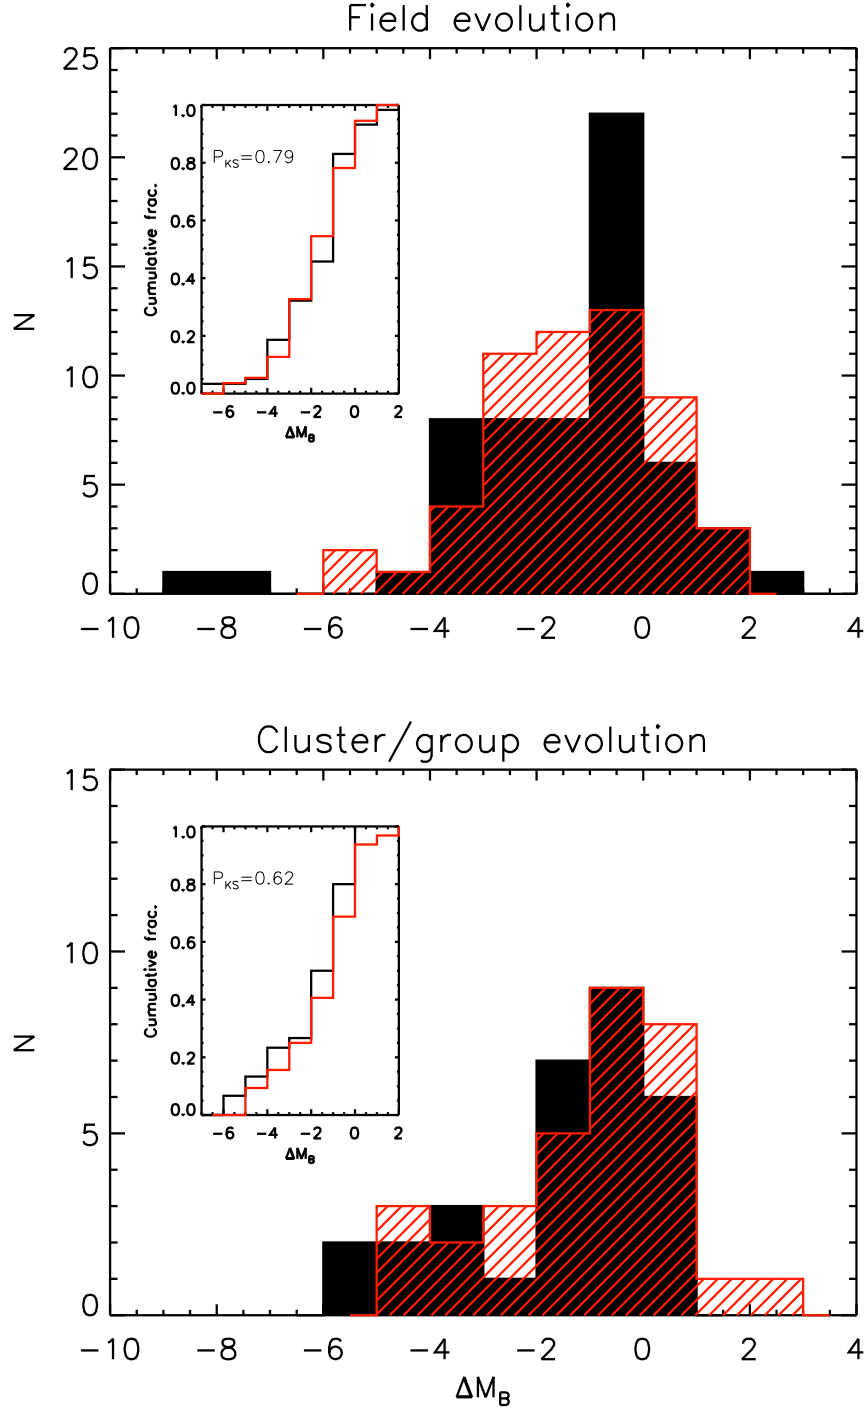 Field evolution
25
20
15
10
5
0
N
1.0
0.8
0.6
0.4
0.2
0.0
Cumulative frac.
P_KS=0.79
−6 −4 −2 0 2
ΔM_B
−10 −8 −6 −4 −2 0 2 4
Cluster/group evolution
15
10
5
0
N
1.0
0.8
0.6
0.4
0.2
0.0
Cumulative frac.
P_KS=0.62
−6 −4 −2 0 2
ΔM_B
−10 −8 −6 −4 −2 0 2 4
ΔM_B